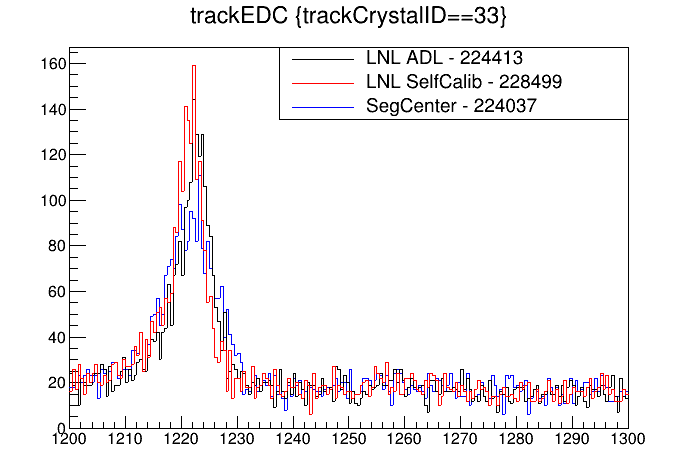 trackEDC {trackCrystalID==33}
LNL ADL - 224413
LNL SelfCalib - 228499
SegCenter - 224037
160
140
120
100
80
60
40
20
0
1200 1210 1220 1230 1240 1250 1260 1270 1280 1290 1300